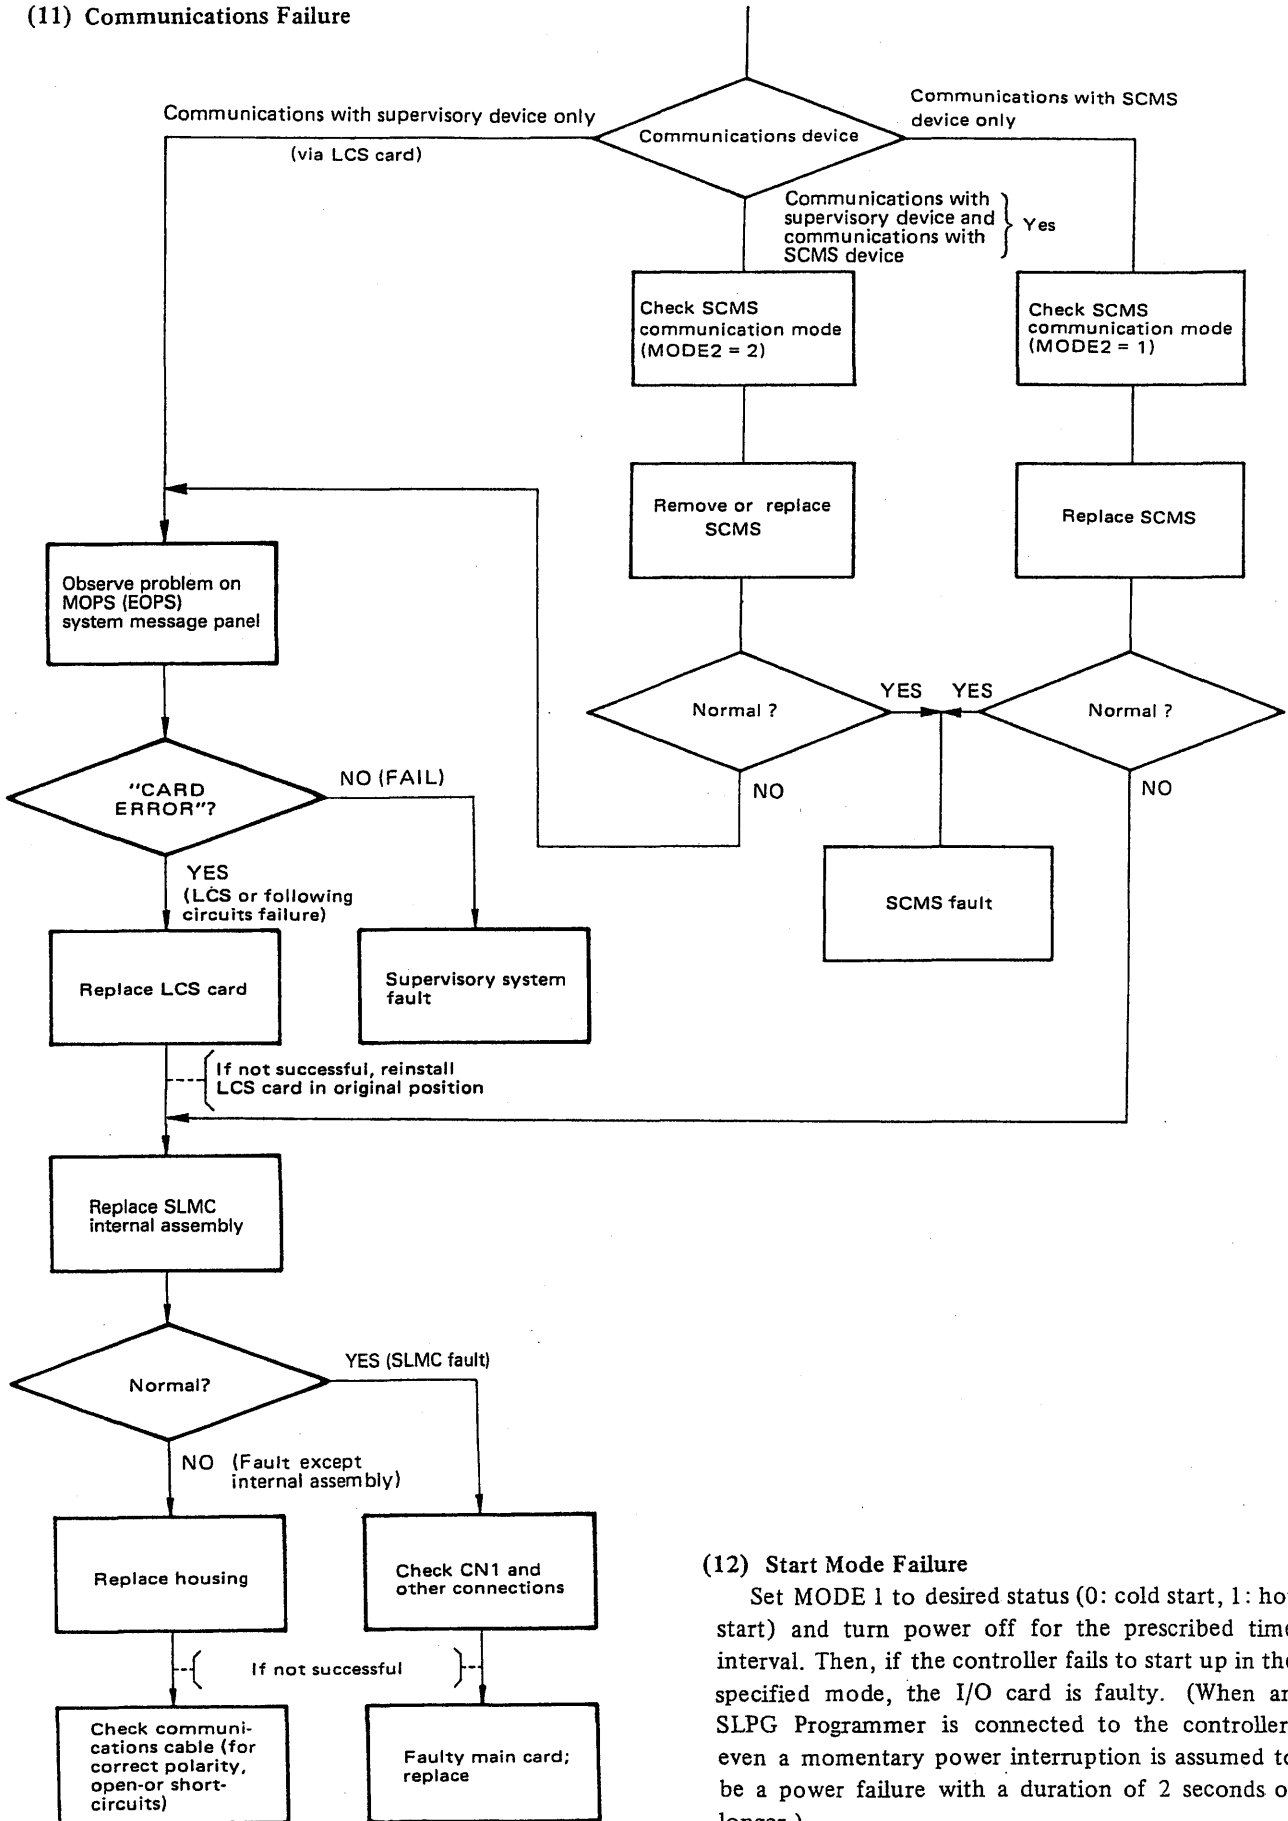 (11) Communications Failure
Communications with supervisory device only
(via LCS card)
Communications device
Communications with SCMS
device only
Communications with
supervisory device and
communications with
SCMS device
Yes
Check SCMS
communication mode
(MODE2 = 2)
Check SCMS
communication mode
(MODE2 = 1)
Remove or replace
SCMS
Replace SCMS
Observe problem on
MOPS (EOPS)
system message panel
Normal ?
YES
YES
Normal ?
NO
NO
"CARD
ERROR"?
NO (FAIL)
YES
(LCS or following
circuits failure)
SCMS fault
Replace LCS card
Supervisory system
fault
If not successful, reinstall
LCS card in original position
Replace SLMC
internal assembly
Normal?
YES (SLMC fault)
NO (Fault except
internal assembly)
Replace housing
Check CN1 and
other connections
If not successful
Check communi-
cations cable (for
correct polarity,
open-or short-
circuits)
Faulty main card;
replace
(12) Start Mode Failure
Set MODE 1 to desired status (0: cold start, 1: ho
start) and turn power off for the prescribed time
interval. Then, if the controller fails to start up in the
specified mode, the I/O card is faulty. (When an
SLPG Programmer is connected to the controller
even a momentary power interruption is assumed to
be a power failure with a duration of 2 seconds o